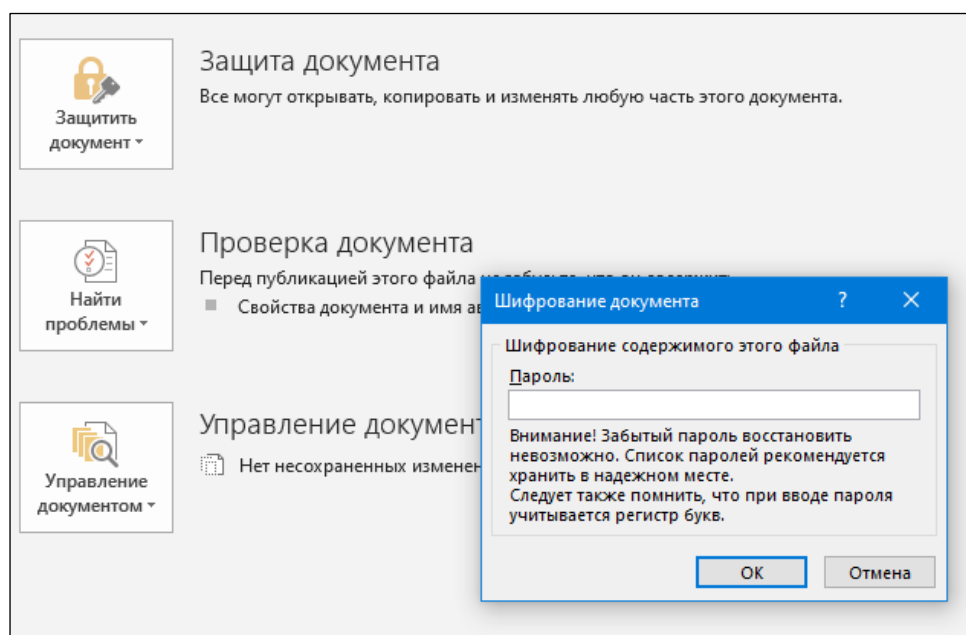 Защита документа
Все могут открывать, копировать и изменять любую часть этого документа.
Защитить
документ
Проверка документа
Перед публикацией этого файла
Найти
проблемы
Свойства документа и имя
Управление
Нет несохраненных
Управление
документом
Шифрование документа
?
Шифрование содержимого этого файла
Пароль:
Внимание! Забытый пароль восстановить
невозможно. Список паролей рекомендуется
хранить в надежном месте.
Следует также помнить, что при вводе пароля
учитывается регистр букв.
ОК
Отмена